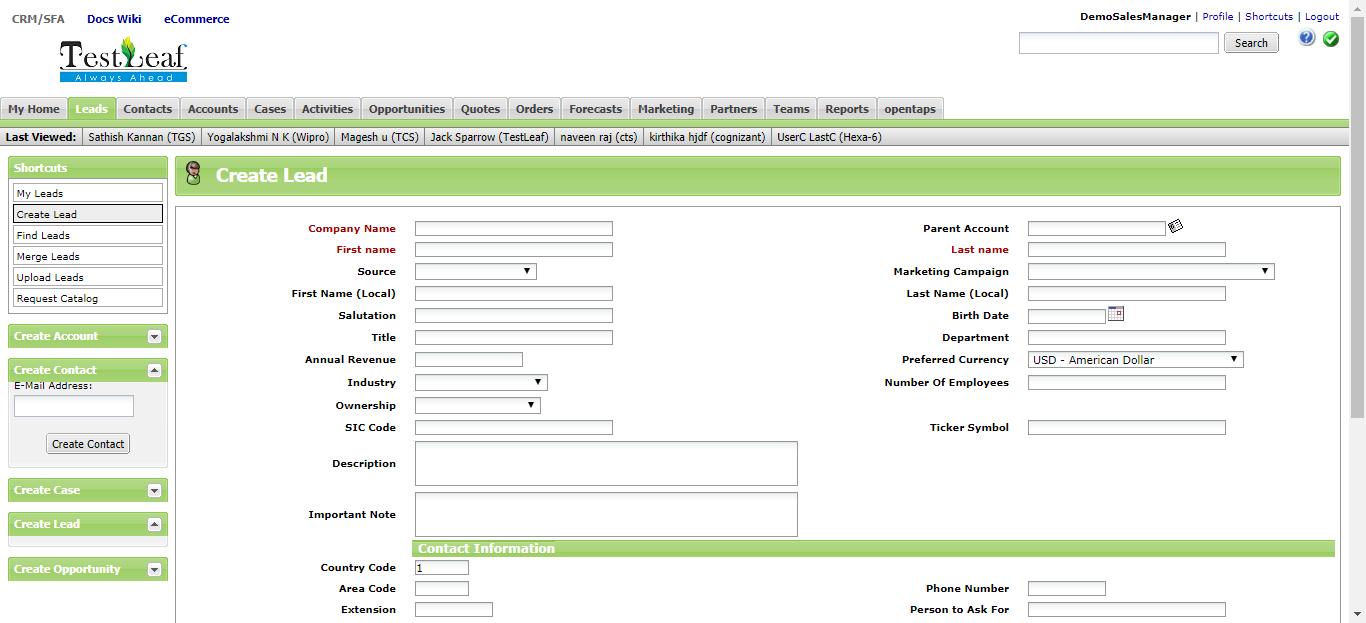 CRM/SFA Docs Wiki eCommerce
DemoSalesManager | Profile | Shortcuts | Logout
TestLeaf
Always Ahead
Search
My Home Leads Contacts Accounts Cases Activities Opportunities Quotes Orders Forecasts Marketing Partners Teams Reports opentaps
Last Viewed: Sathish Kannan (TGS) Yogalakshmi N K (Wipro) Magesh u (TCS) Jack Sparrow (TestLeaf) naveen raj (cts) kirthika hjdf (cognizant) UserC LastC (Hexa-6)
Shortcuts
My Leads
Create Lead
Find Leads
Merge Leads
Upload Leads
Request Catalog
Create Account
Create Contact
E-Mail Address:
Create Contact
Create Case
Create Lead
Create Opportunity
Create Lead
Company Name Parent Account
First name Last name
Source Marketing Campaign
First Name (Local) Last Name (Local)
Salutation Birth Date
Title Department
Annual Revenue Preferred Currency USD - American Dollar
Industry Number Of Employees
Ownership
SIC Code Ticker Symbol
Description
Important Note
Contact Information
Country Code 1
Area Code Phone Number
Extension Person to Ask For